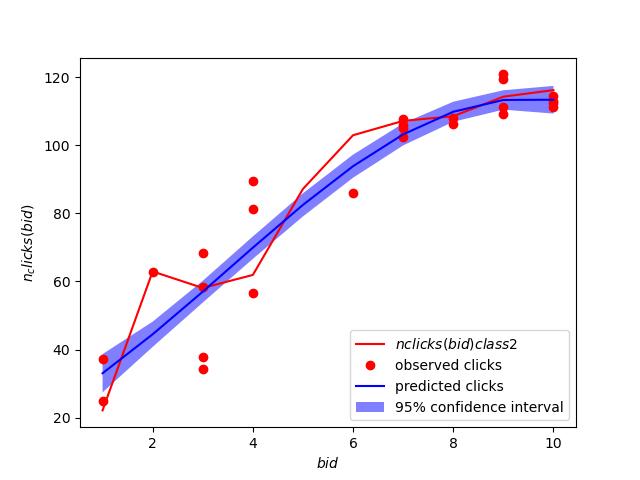 120
100
80
60
40
20
n_clicks(bid)
nclicks(bid)class2
observed clicks
predicted clicks
95% confidence interval
2 4 6 8 10
bid